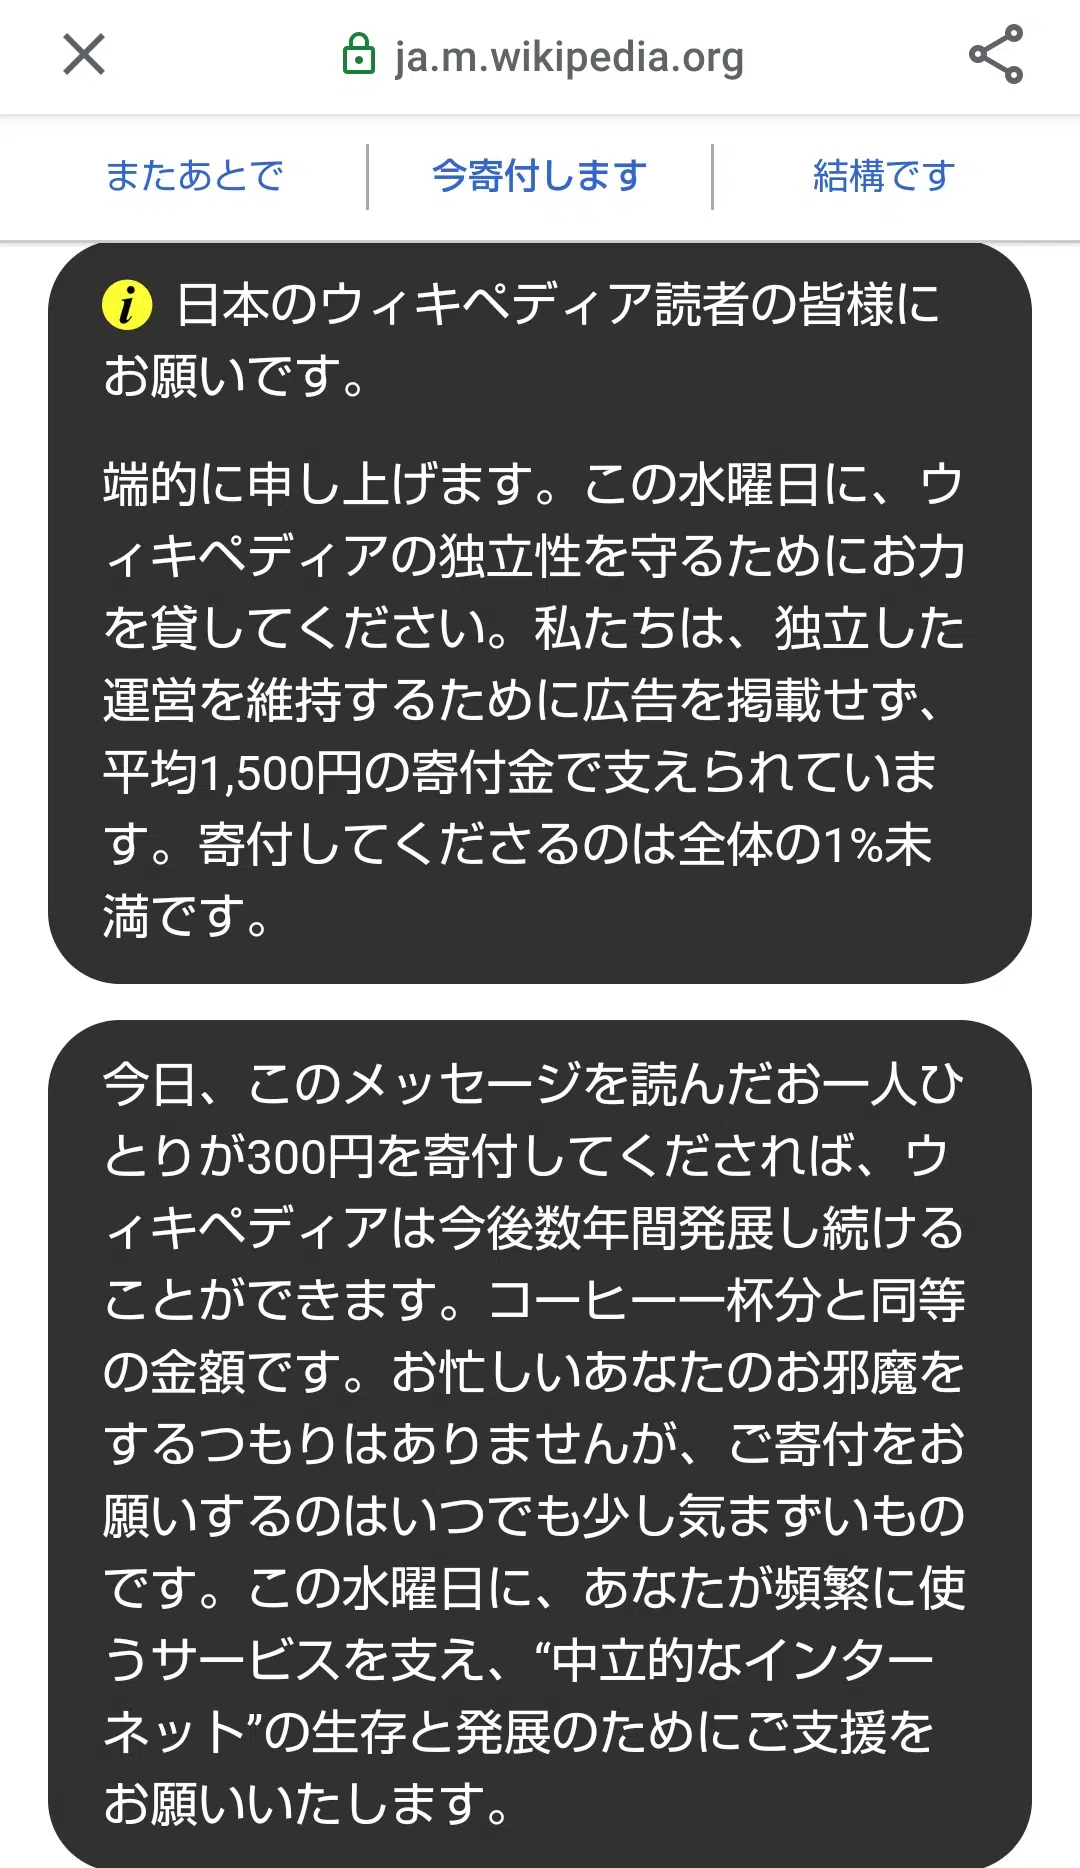 ja.m.wikipedia.org
またあとで
今寄付します
結構です
i 日本のウィキペディア読者の皆様に
お願いです。
端的に申し上げます。この水曜日に、ウ
ィキペディアの独立性を守るためにお力
を貸してください。私たちは、独立した
運営を維持するために広告を掲載せず、
平均1,500円の寄付金で支えられていま
す。寄付してくださるのは全体の1%未
満です。
今日、このメッセージを読んだお一人ひ
とりが300円を寄付してくだされば、ウ
ィキペディアは今後数年間発展し続ける
ことができます。コーヒー一杯分と同等
の金額です。お忙しいあなたのお邪魔を
するつもりはありませんが、ご寄付をお
願いするのはいつでも少し気まずいもの
です。この水曜日に、あなたが頻繁に使
うサービスを支え、“中立的なインター
ネット”の生存と発展のためにご支援を
お願いいたします。